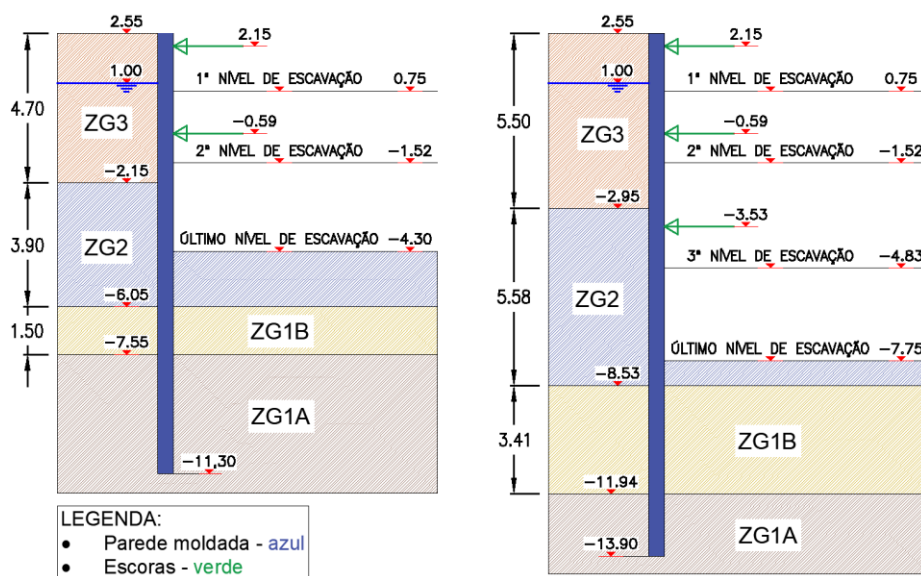 2.55
2.15
1.00
1ª NÍVEL DE ESCAVAÇÃO 0.75
4.70
ZG3
-0.59
2ª NÍVEL DE ESCAVAÇÃO -1.52
-2.15
3.90
ZG2
ÚLTIMO NÍVEL DE ESCAVAÇÃO -4.30
-6.05
1.50
ZG1B
-7.55
ZG1A
-11,30
LEGENDA:
• Parede moldada - azul
• Escoras - verde
2.55
2.15
1.00
1ª NÍVEL DE ESCAVAÇÃO 0.75
5.50
ZG3
-0.59
2ª NÍVEL DE ESCAVAÇÃO -1.52
-2.95
-3.53
3ª NÍVEL DE ESCAVAÇÃO -4.83
5.58
ZG2
ÚLTIMO NÍVEL DE ESCAVAÇÃO -7.75
-8.53
3.41
ZG1B
-11.94
ZG1A
-13.90